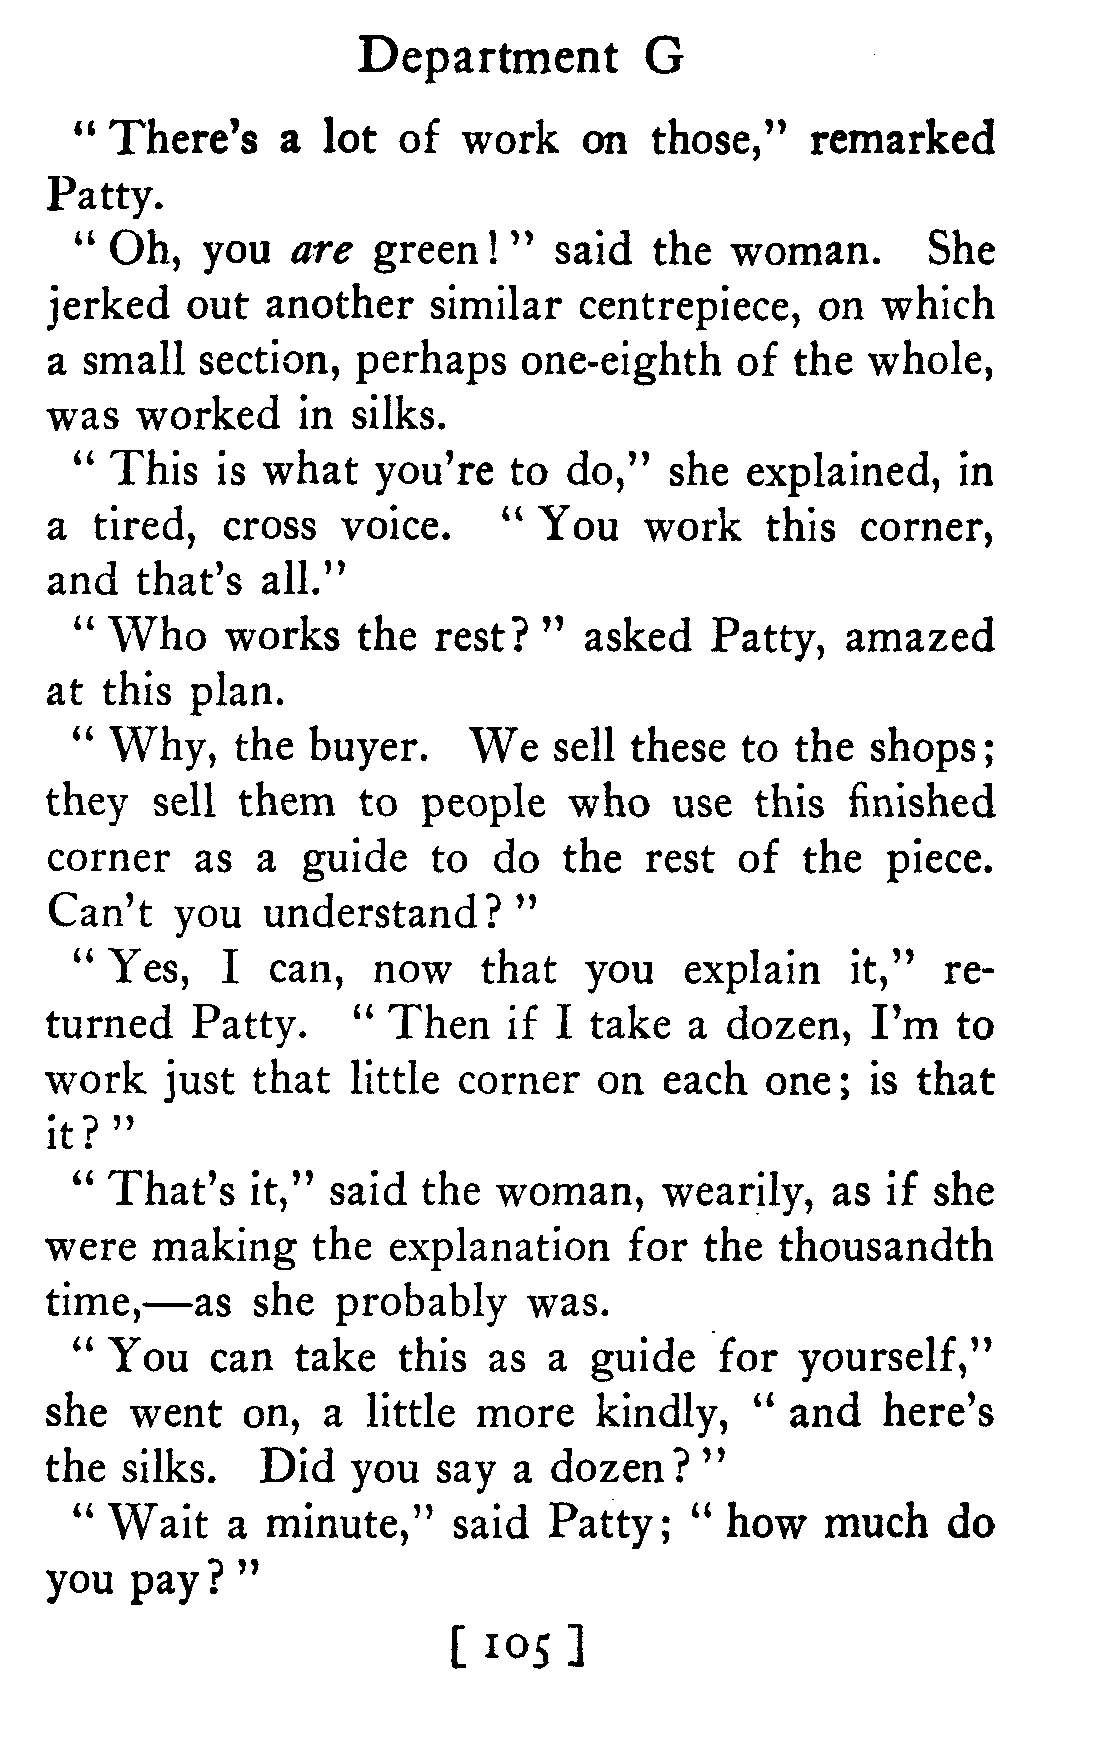 Department G
"There's a lot of work on those," remarked
Patty.
"Oh, you are green!" said the woman. She
jerked out another similar centrepiece, on which
a small section, perhaps one-eighth of the whole,
was worked in silks.
"This is what you're to do," she explained, in
a tired, cross voice. "You work this corner,
and that's all."
"Who works the rest?" asked Patty, amazed
at this plan.
"Why, the buyer. We sell these to the shops;
they sell them to people who use this finished
corner as a guide to do the rest of the piece.
Can't you understand?"
"Yes, I can, now that you explain it," re-
turned Patty. "Then if I take a dozen, I'm to
work just that little corner on each one; is that
it?"
"That's it," said the woman, wearily, as if she
were making the explanation for the thousandth
time,—as she probably was.
"You can take this as a guide for yourself,"
she went on, a little more kindly, "and here's
the silks. Did you say a dozen?"
"Wait a minute," said Patty; "how much do
you pay?"
[ 105 ]